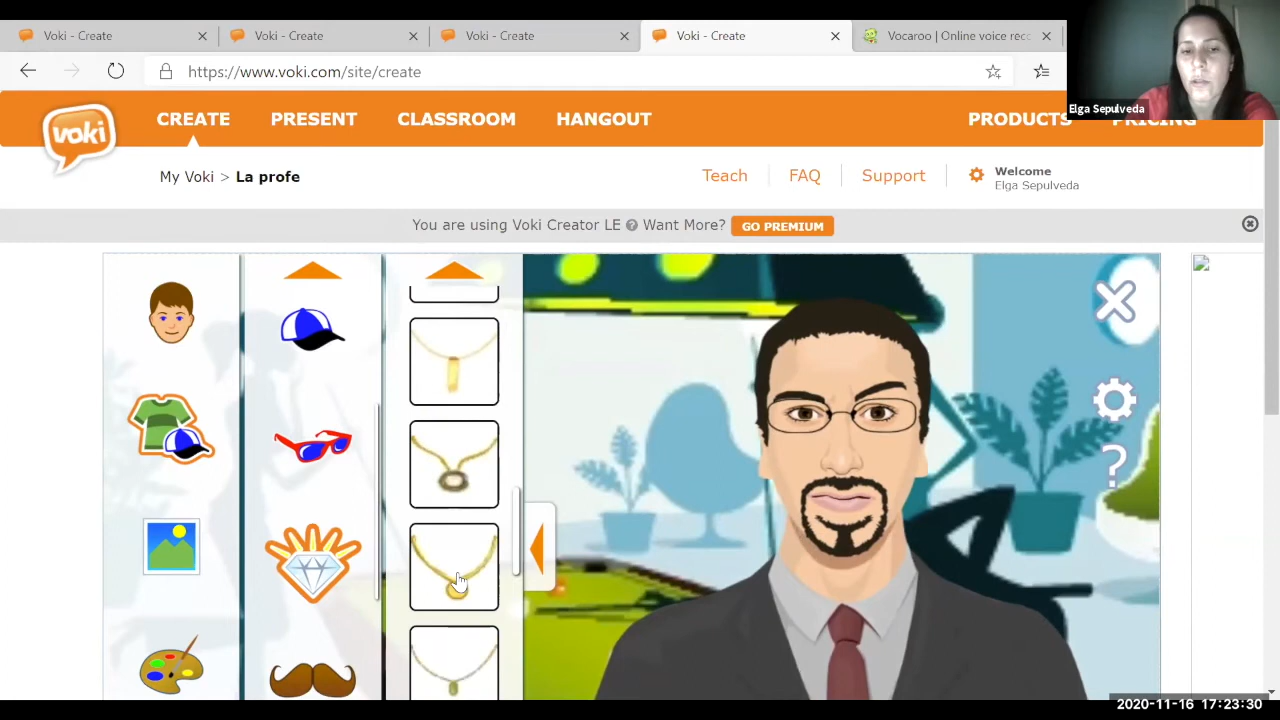 Voki - Create
Voki - Create
Voki - Create
Voki - Create
Vocaroo | Online voice rec
https://www.voki.com/site/create
Elga Sepulveda
voki
CREATE
PRESENT
CLASSROOM
HANGOUT
PRODUCTS
PRICING
My Voki > La profe
Teach
FAQ
Support
Welcome
Elga Sepulveda
You are using Voki Creator LE ? Want More? GO PREMIUM
?
2020-11-16 17:23:30